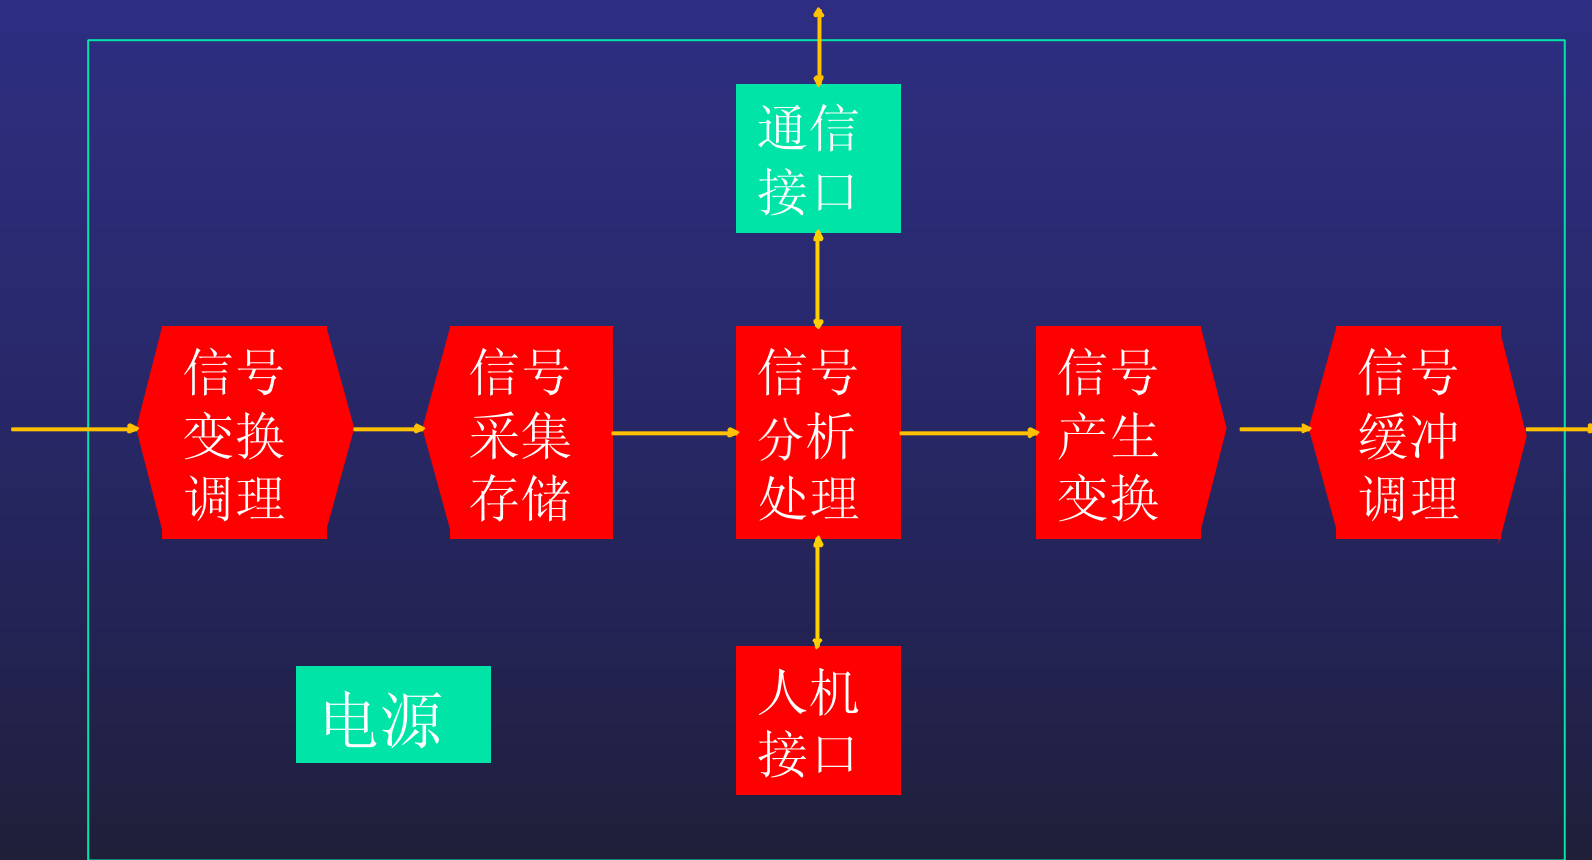 通信
接口
信号
变换
调理
信号
采集
存储
信号
分析
处理
信号
产生
变换
信号
缓冲
调理
电源
人机
接口